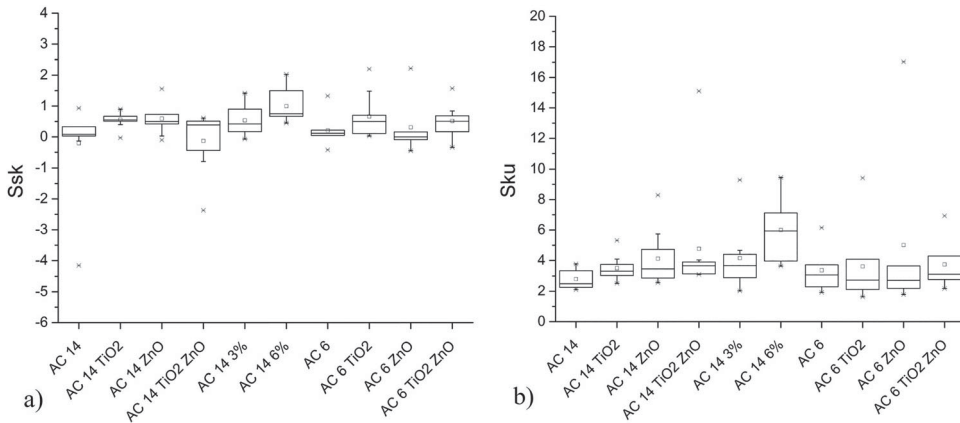 4
3
2
1
0
-1
-2
-3
-4
-5
-6
Ssk
AC 14
AC 14 TiO2
AC 14 ZnO
AC 14 TiO2 ZnO
AC 14 3%
AC 14 6%
AC 6
AC 6 TiO2
AC 6 ZnO
AC 6 TiO2 ZnO
a)
20
18
16
14
12
10
8
6
4
2
0
Sku
AC 14
AC 14 TiO2
AC 14 ZnO
AC 14 TiO2 ZnO
AC 14 3%
AC 14 6%
AC 6
AC 6 TiO2
AC 6 ZnO
AC 6 TiO2 ZnO
b)